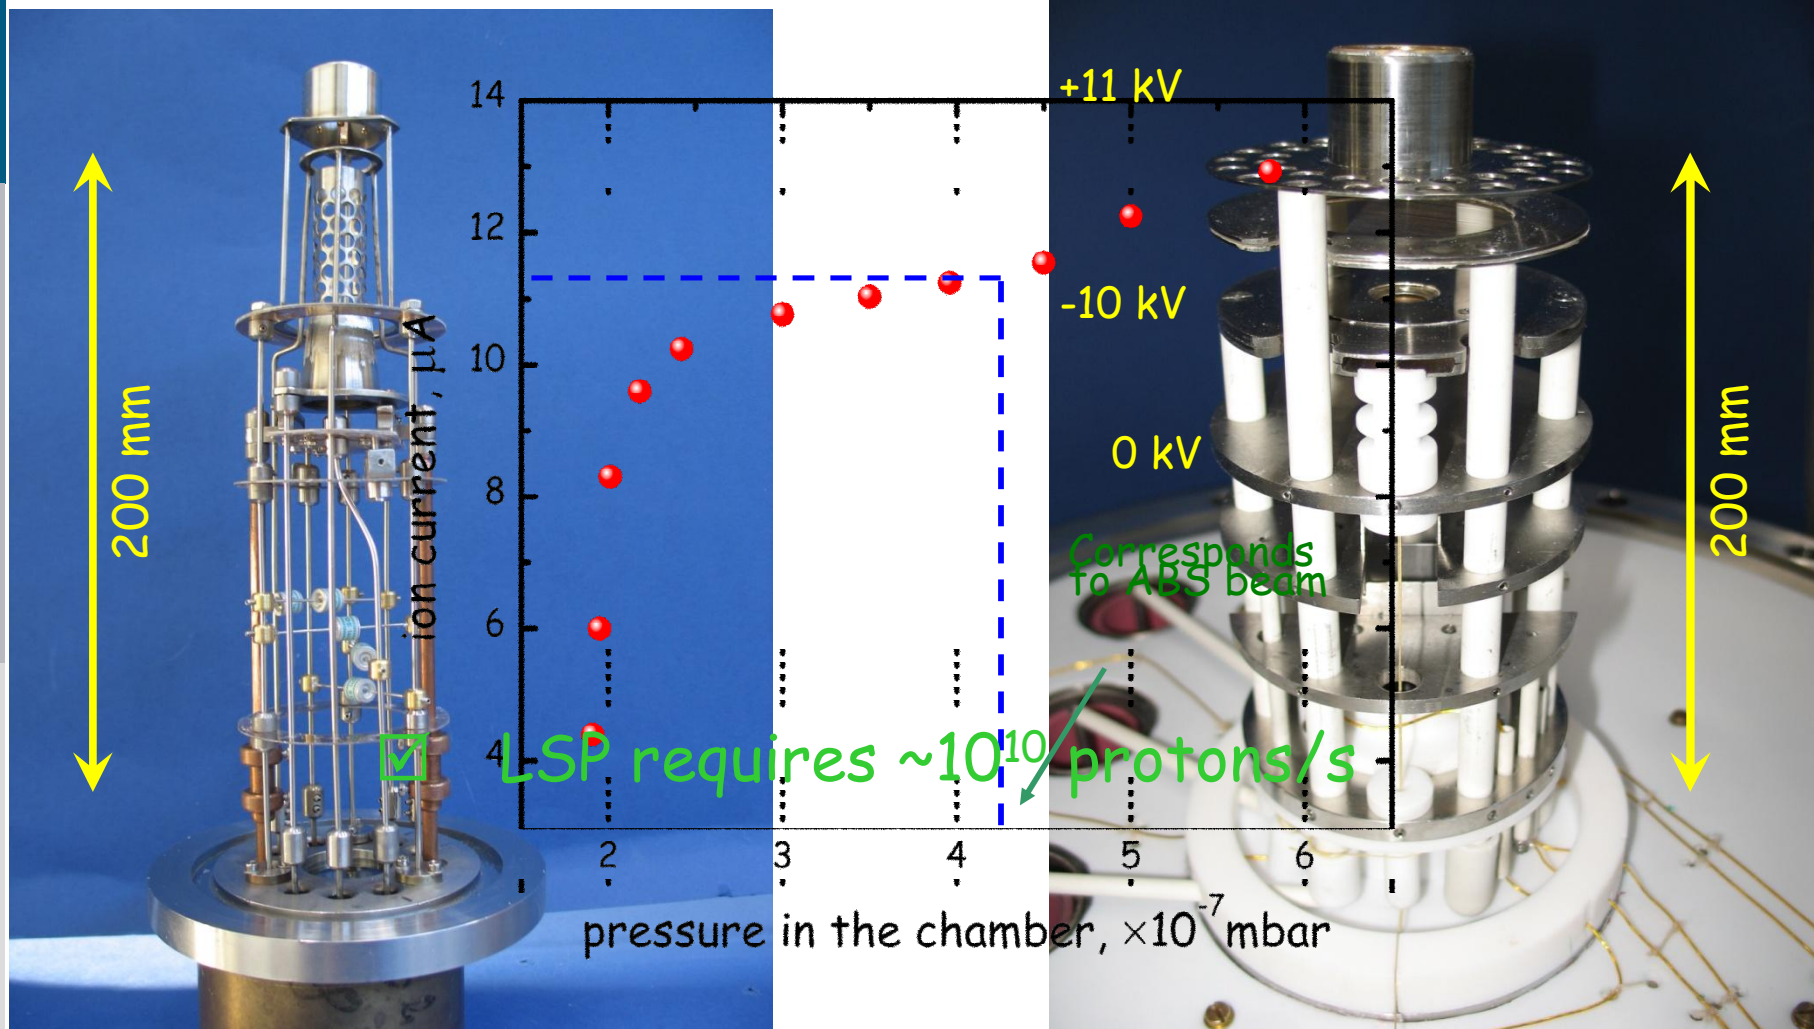 14
12
10
8
6
4
ion current, μA
2
3
4
5
6
pressure in the chamber, ×10⁻⁷ mbar
200 mm
+11 kV
-10 kV
0 kV
Corresponds
to ABS beam
☑ LSP requires ~10¹⁰ protons/s
200 mm